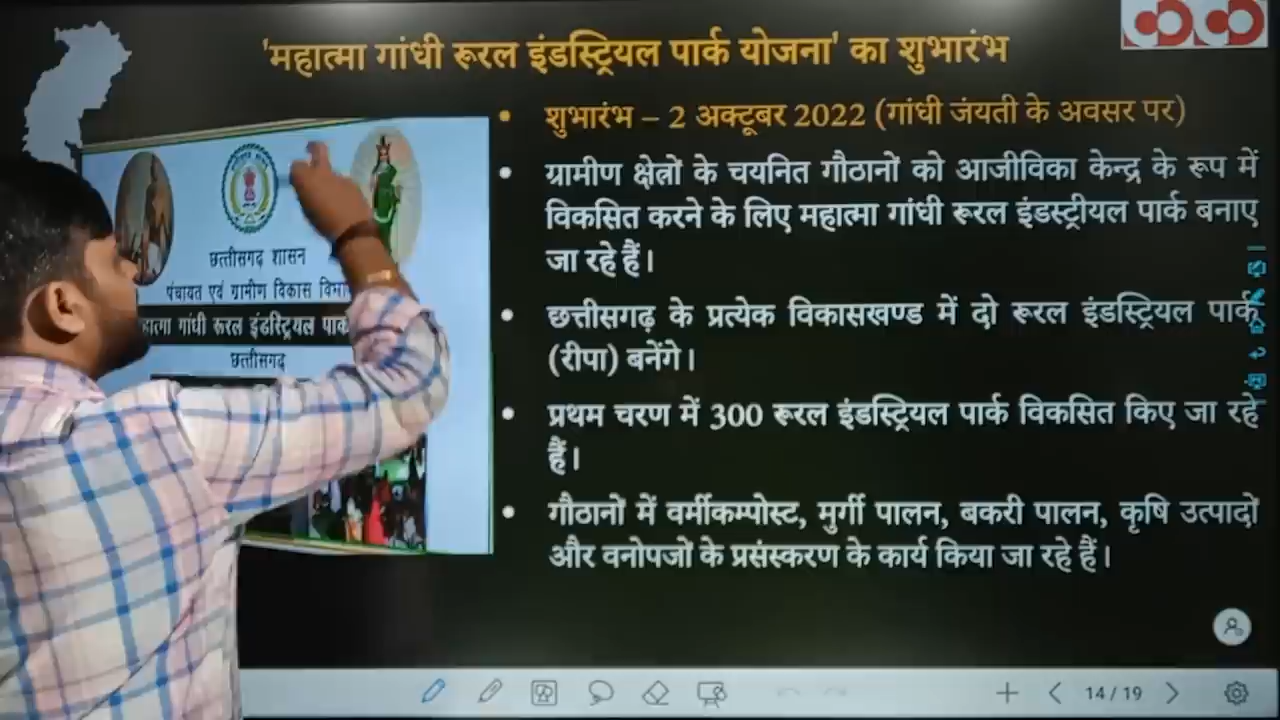 'महात्मा गांधी रूरल इंडस्ट्रियल पार्क योजना' का शुभारंभ
• शुभारंभ – 2 अक्टूबर 2022 (गांधी जंयती के अवसर पर)
• ग्रामीण क्षेत्रों के चयनित गौठानों को आजीविका केन्द्र के रूप में
विकसित करने के लिए महात्मा गांधी रूरल इंडस्ट्रीयल पार्क बनाए
जा रहे हैं।
• छत्तीसगढ़ के प्रत्येक विकासखण्ड में दो रूरल इंडस्ट्रियल पार्क
(रीपा) बनेंगे।
• प्रथम चरण में 300 रूरल इंडस्ट्रियल पार्क विकसित किए जा रहे
हैं।
• गौठानों में वर्मीकम्पोस्ट, मुर्गी पालन, बकरी पालन, कृषि उत्पादों
और वनोपजों के प्रसंस्करण के कार्य किया जा रहे हैं।
छत्तीसगढ़ शासन
पंचायत एवं ग्रामीण विकास
गांधी रूरल इंडस्ट्रियल
छत्तीसगढ़
14 / 19